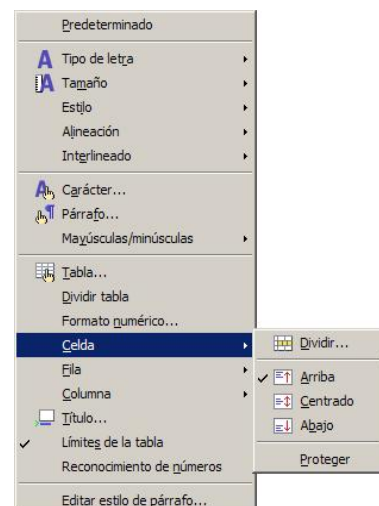 Predeterminado
Tipo de letra
Tamaño
Estilo
Alineación
Interlineado
Carácter...
Párrafo...
Mayúsculas/minúsculas
Tabla...
Dividir tabla
Formato numérico...
Celda
Fila
Columna
Título...
Límites de la tabla
Reconocimiento de números
Editar estilo de párrafo...
Dividir...
Arriba
Centrado
Abajo
Proteger